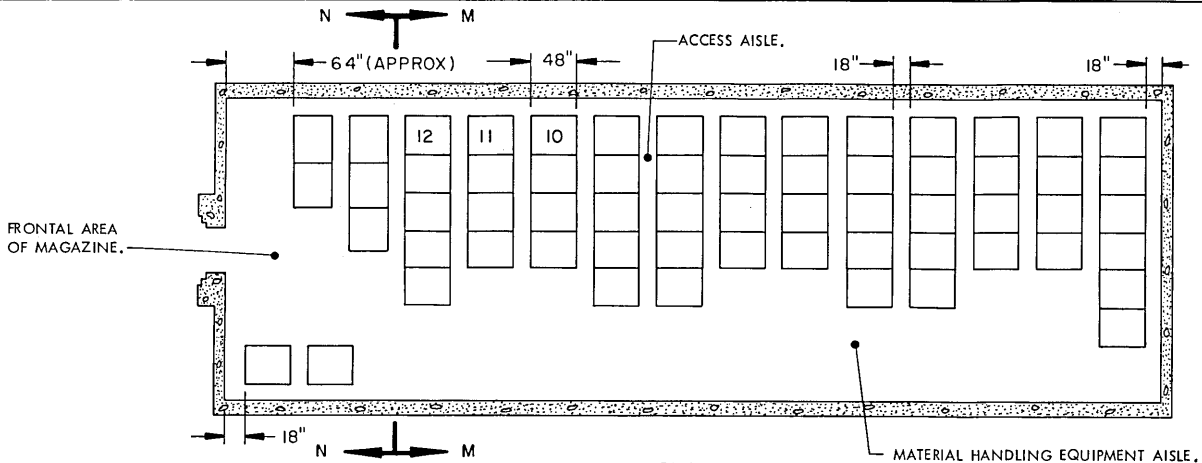 N M
64" (APPROX)
48"
ACCESS AISLE.
18"
18"
12 11 10
FRONTAL AREA
OF MAGAZINE.
18"
N M
MATERIAL HANDLING EQUIPMENT AISLE.